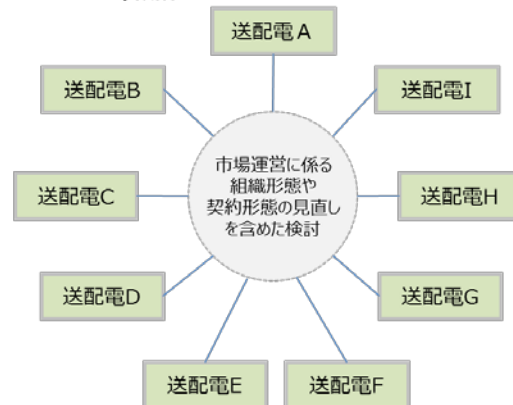 送配電A
送配電B
送配電I
市場運営に係る
組織形態や
契約形態の見直し
を含めた検討
送配電C
送配電H
送配電D
送配電G
送配電E
送配電F